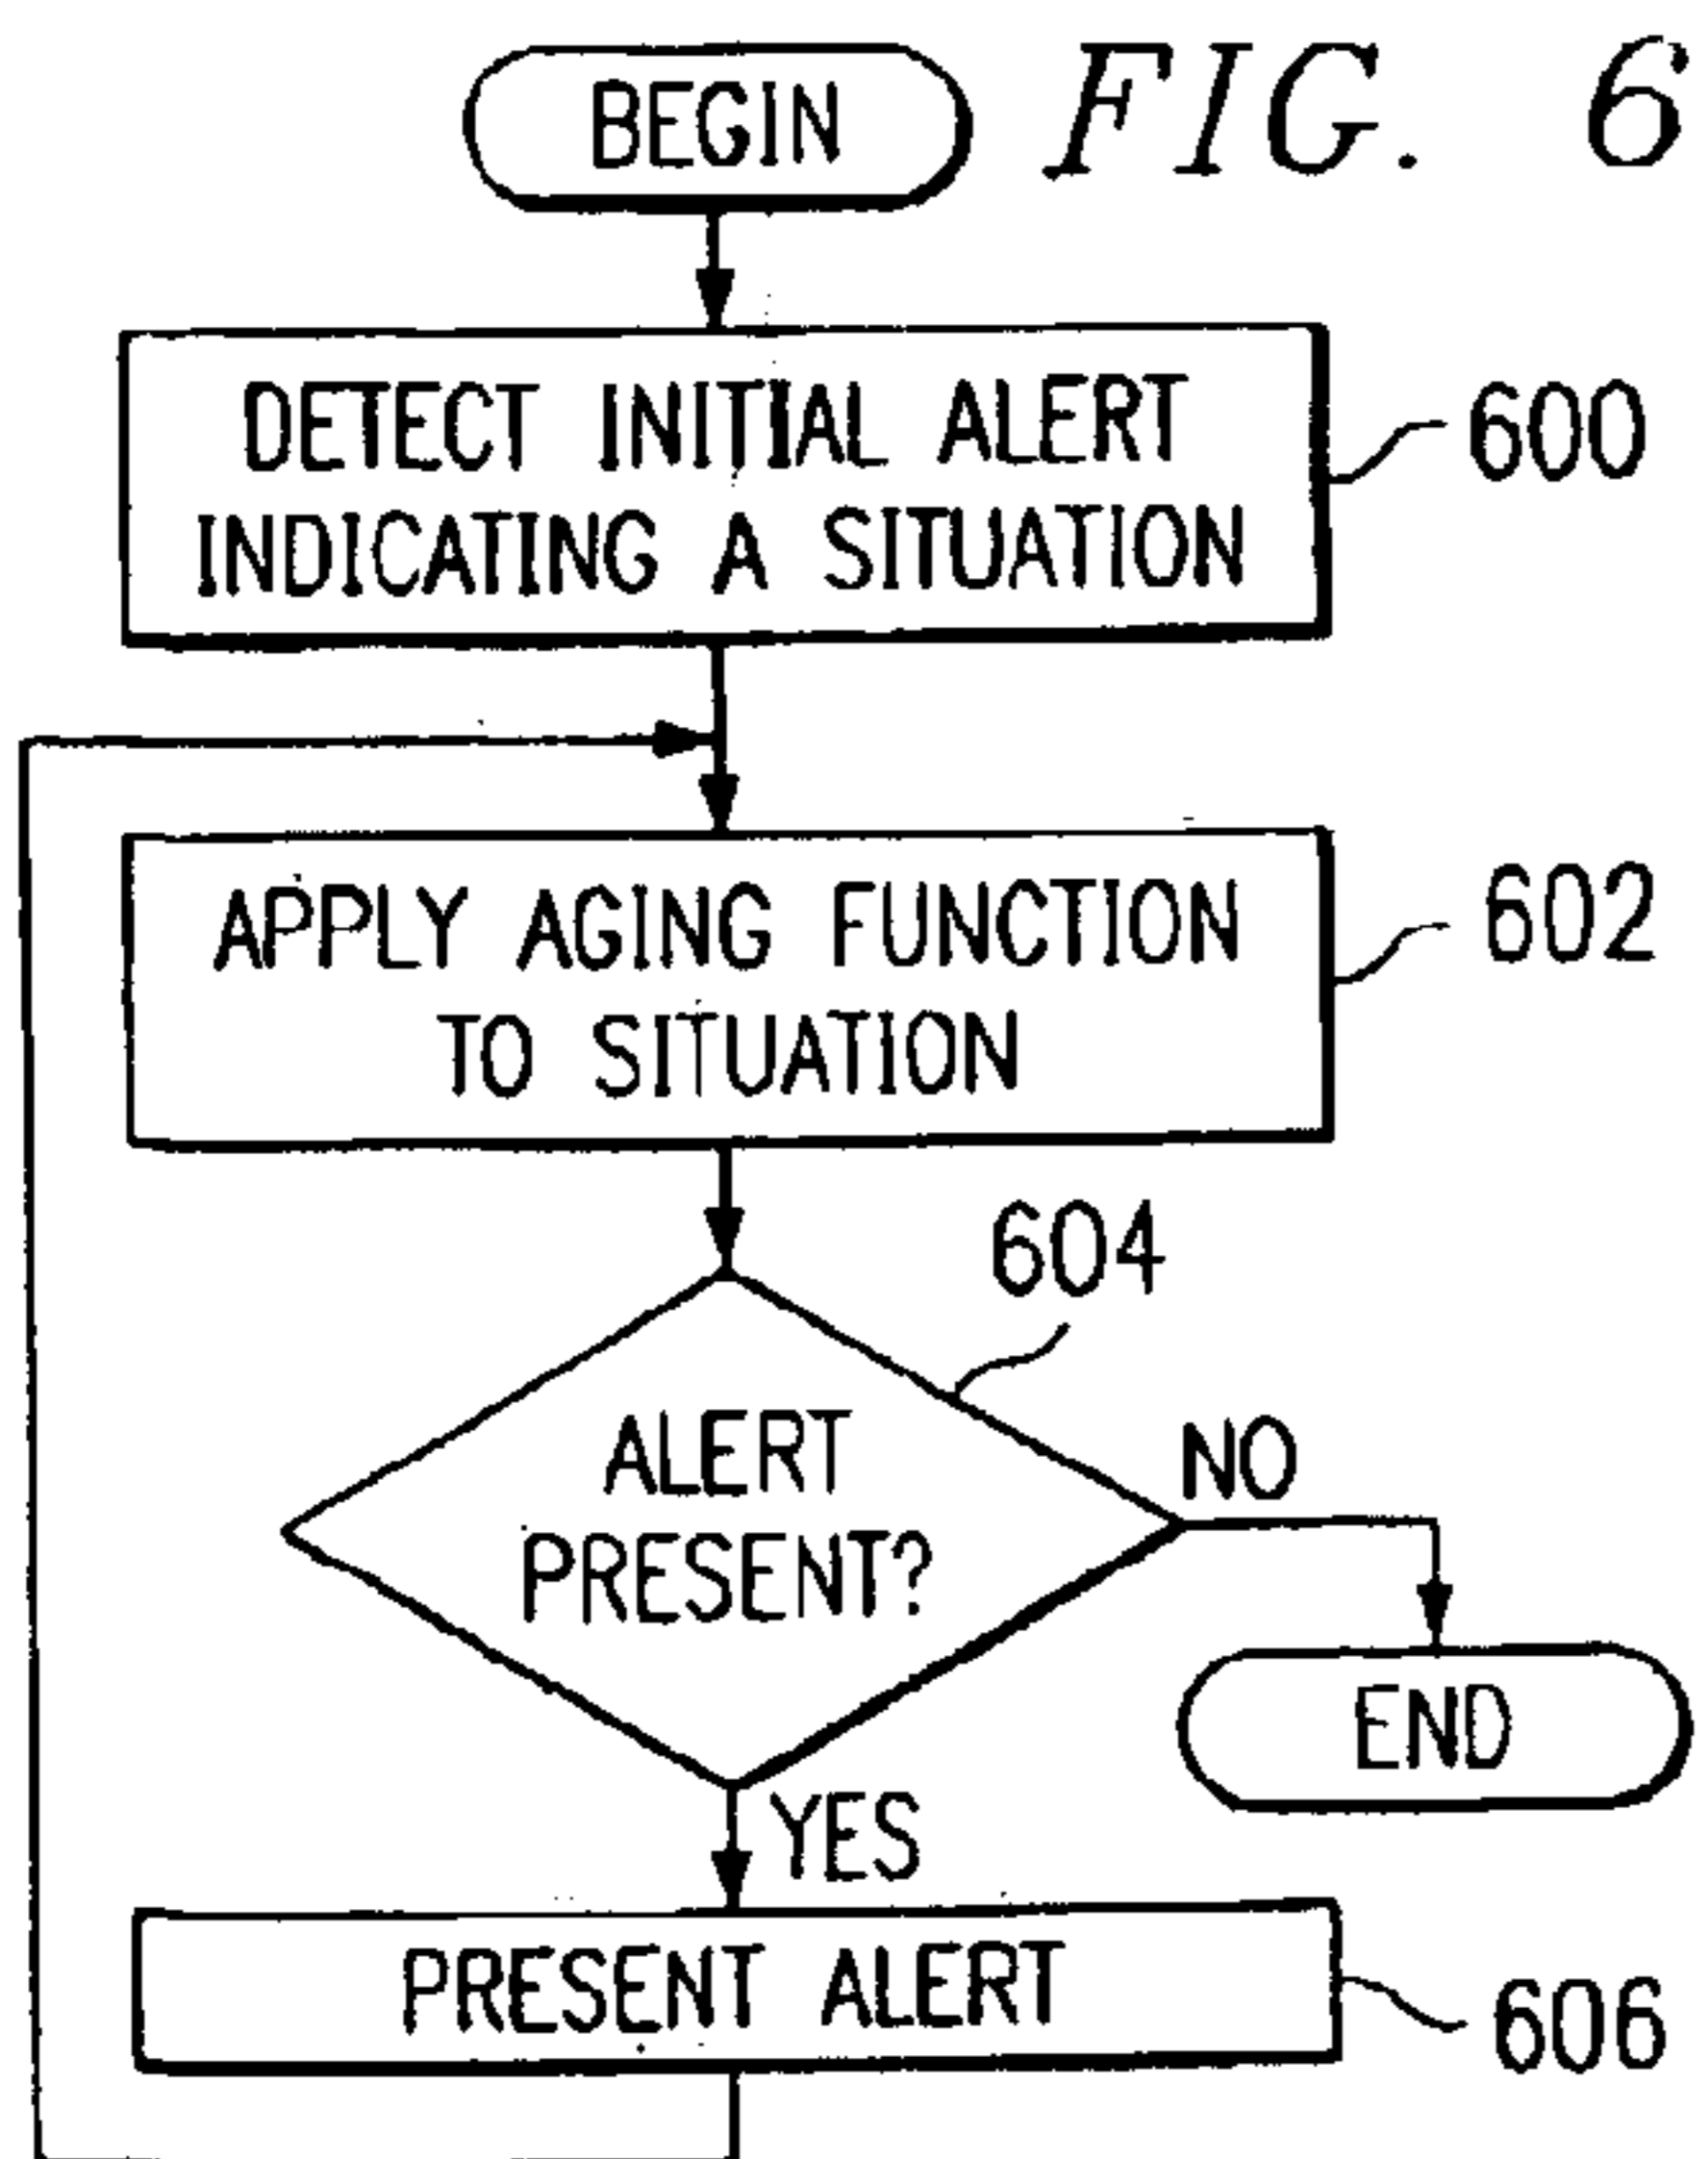 BEGIN
FIG. 6
DETECT INITIAL ALERT
INDICATING A SITUATION
600
APPLY AGING FUNCTION
TO SITUATION
602
604
ALERT
PRESENT?
NO
END
YES
PRESENT ALERT
606